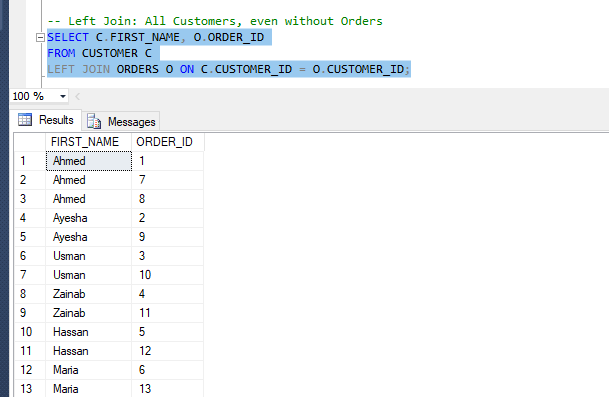 -- Left Join: All Customers, even without Orders
SELECT C.FIRST_NAME, O.ORDER_ID
FROM CUSTOMER C
LEFT JOIN ORDERS O ON C.CUSTOMER_ID = O.CUSTOMER_ID;
100 %
Results Messages
FIRST_NAME ORDER_ID
1 Ahmed 1
2 Ahmed 7
3 Ahmed 8
4 Ayesha 2
5 Ayesha 9
6 Usman 3
7 Usman 10
8 Zainab 4
9 Zainab 11
10 Hassan 5
11 Hassan 12
12 Maria 6
13 Maria 13